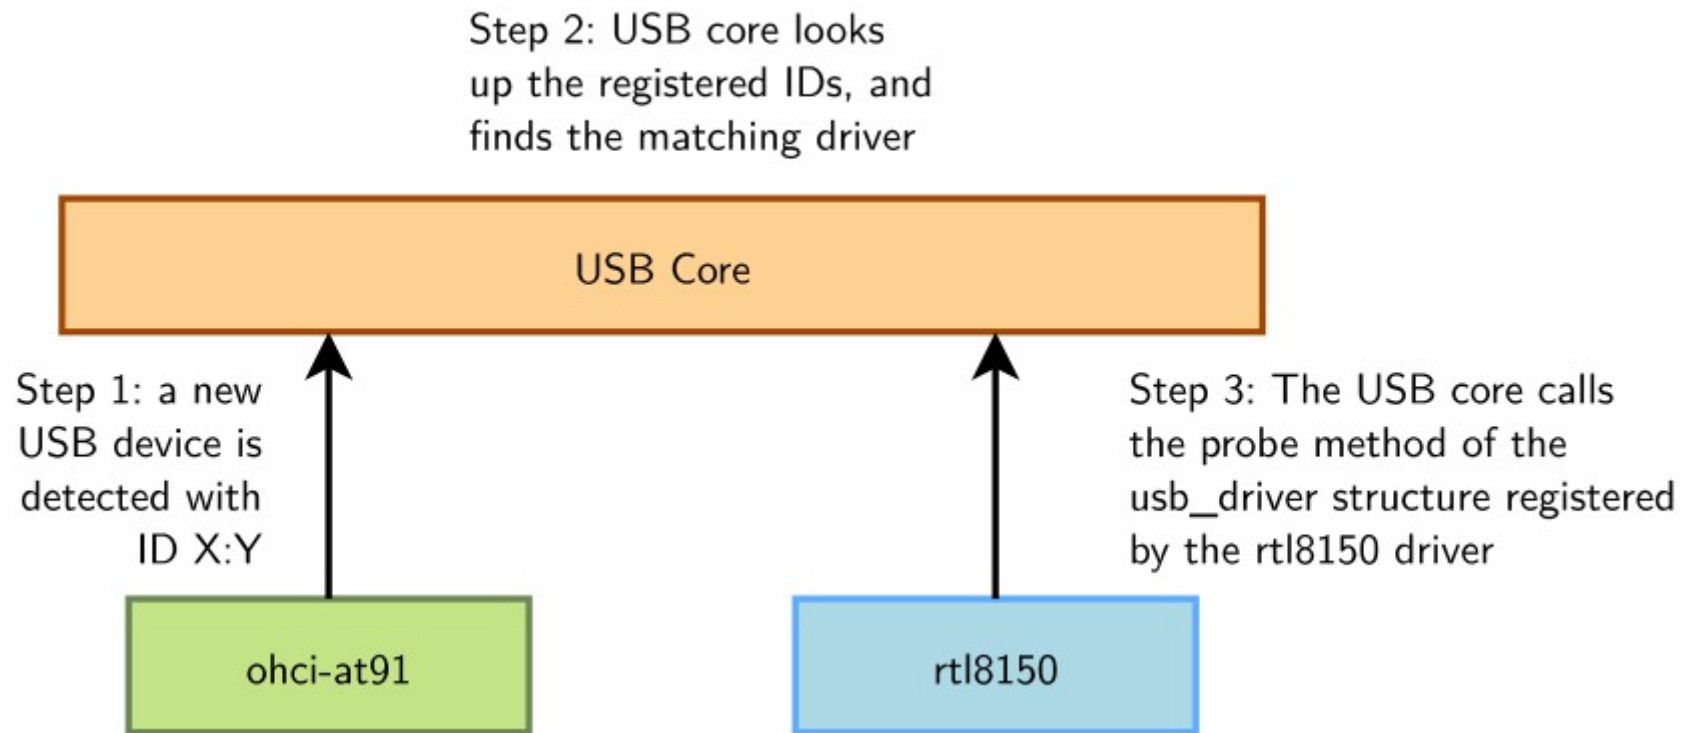 Step 2: USB core looks
up the registered IDs, and
finds the matching driver
USB Core
Step 1: a new
USB device is
detected with
ID X:Y
Step 3: The USB core calls
the probe method of the
usb_driver structure registered
by the rtl8150 driver
ohci-at91
rtl8150